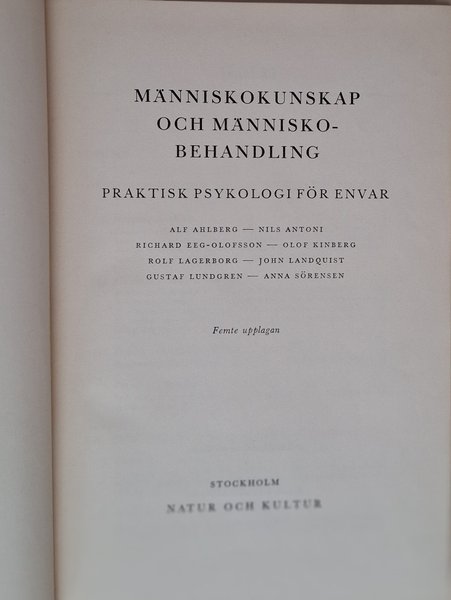 MÄNNISKOKUNSKAP
OCH MÄNNISKO-
BEHANDLING
PRAKTISK PSYKOLOGI FÖR ENVAR
ALF AHLBERG — NILS ANTONI
RICHARD EEG-OLOFSSON — OLOF KINBERG
ROLF LAGERBORG — JOHN LANDQUIST
GUSTAF LUNDGREN — ANNA SÖRENSEN
Femte upplagan
STOCKHOLM
NATUR OCH KULTUR